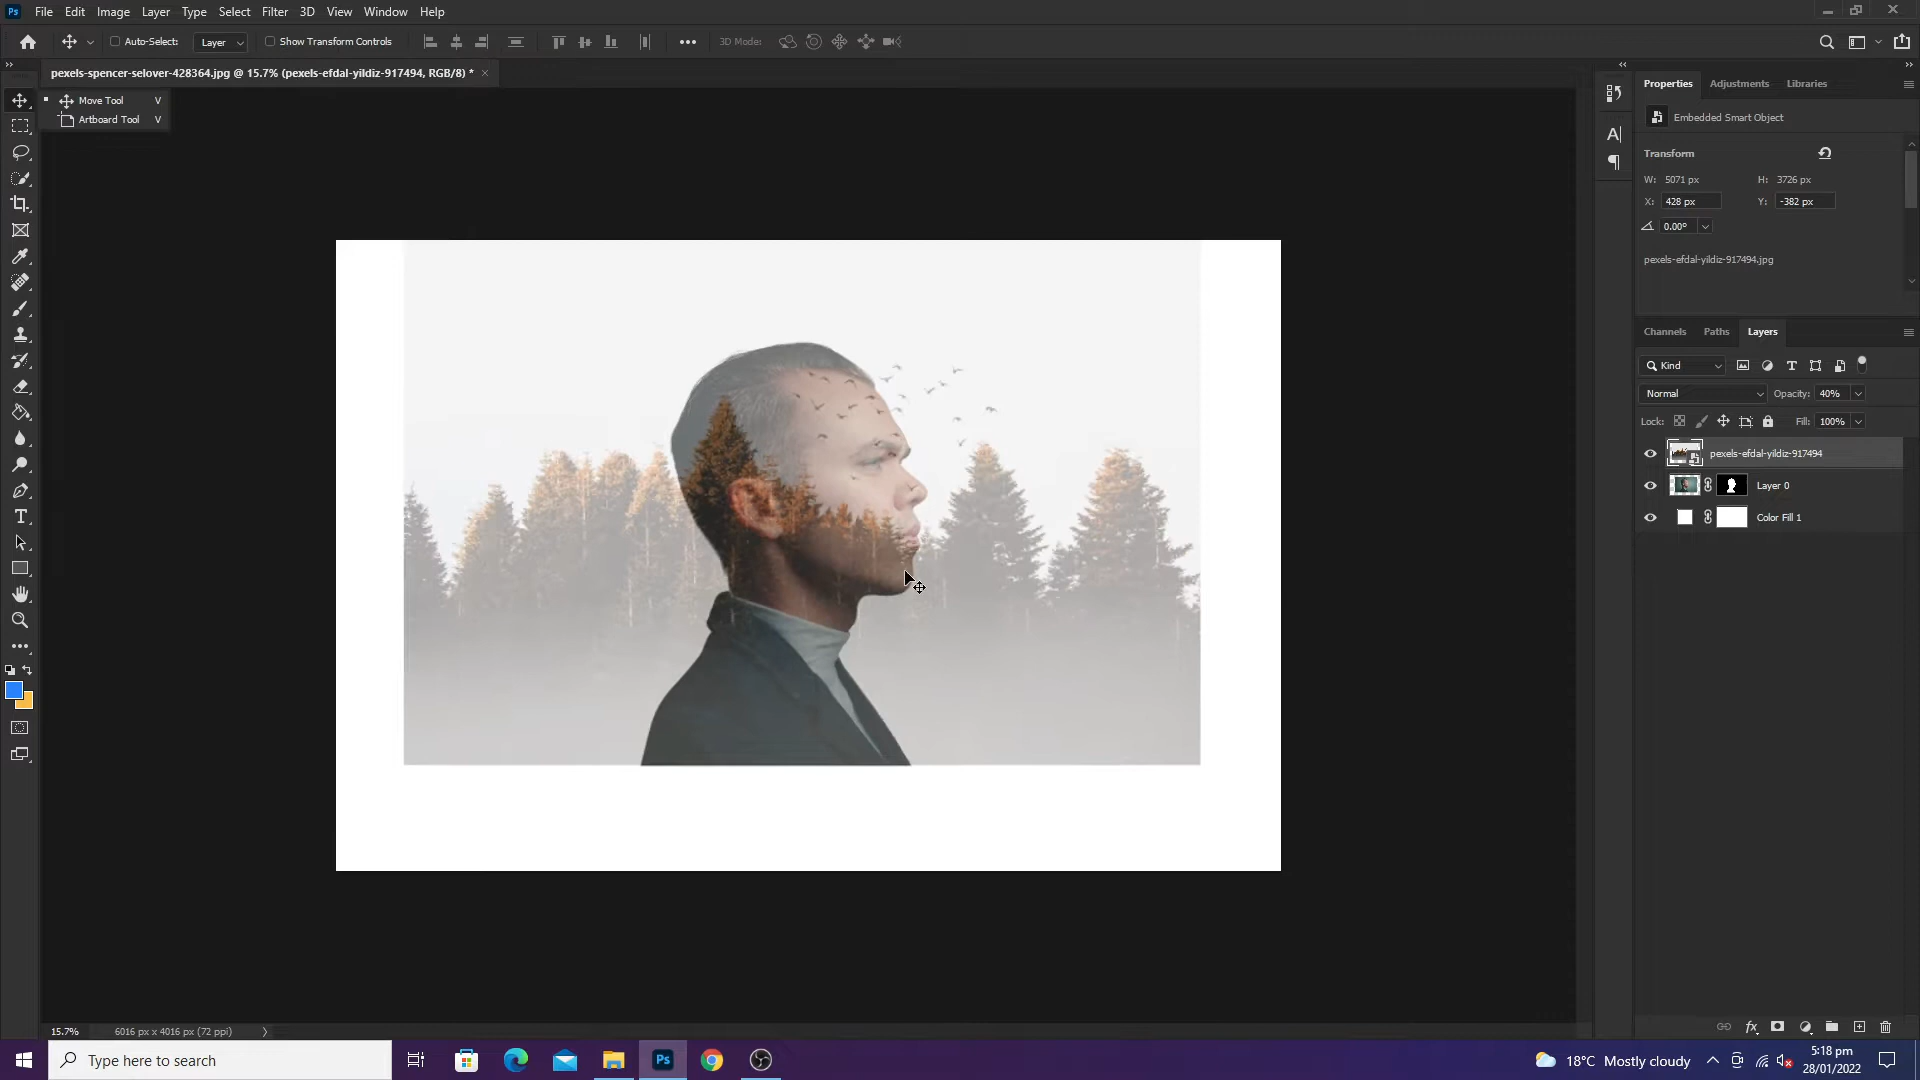 Ps File Edit Image Layer Type Select Filter 3D View Window Help
Auto-Select: Layer Show Transform Controls 3D Mode:
pexels-spencer-selover-428364.jpg @ 15.7% (pexels-efdal-yildiz-917494, RGB/8) *
Move Tool V
Artboard Tool V
Properties Adjustments Libraries
Embedded Smart Object
Transform
W: 5071 px H: 3726 px
X: 428 px Y: -382 px
0.00°
pexels-efdal-yildiz-917494.jpg
Channels Paths Layers
Kind
Normal Opacity: 40%
Lock: Fill: 100%
pexels-efdal-yildiz-917494
Layer 0
Color Fill 1
15.7% 6016 px x 4016 px (72 ppi)
Type here to search
Ps
18°C Mostly cloudy
5:18 pm
28/01/2022